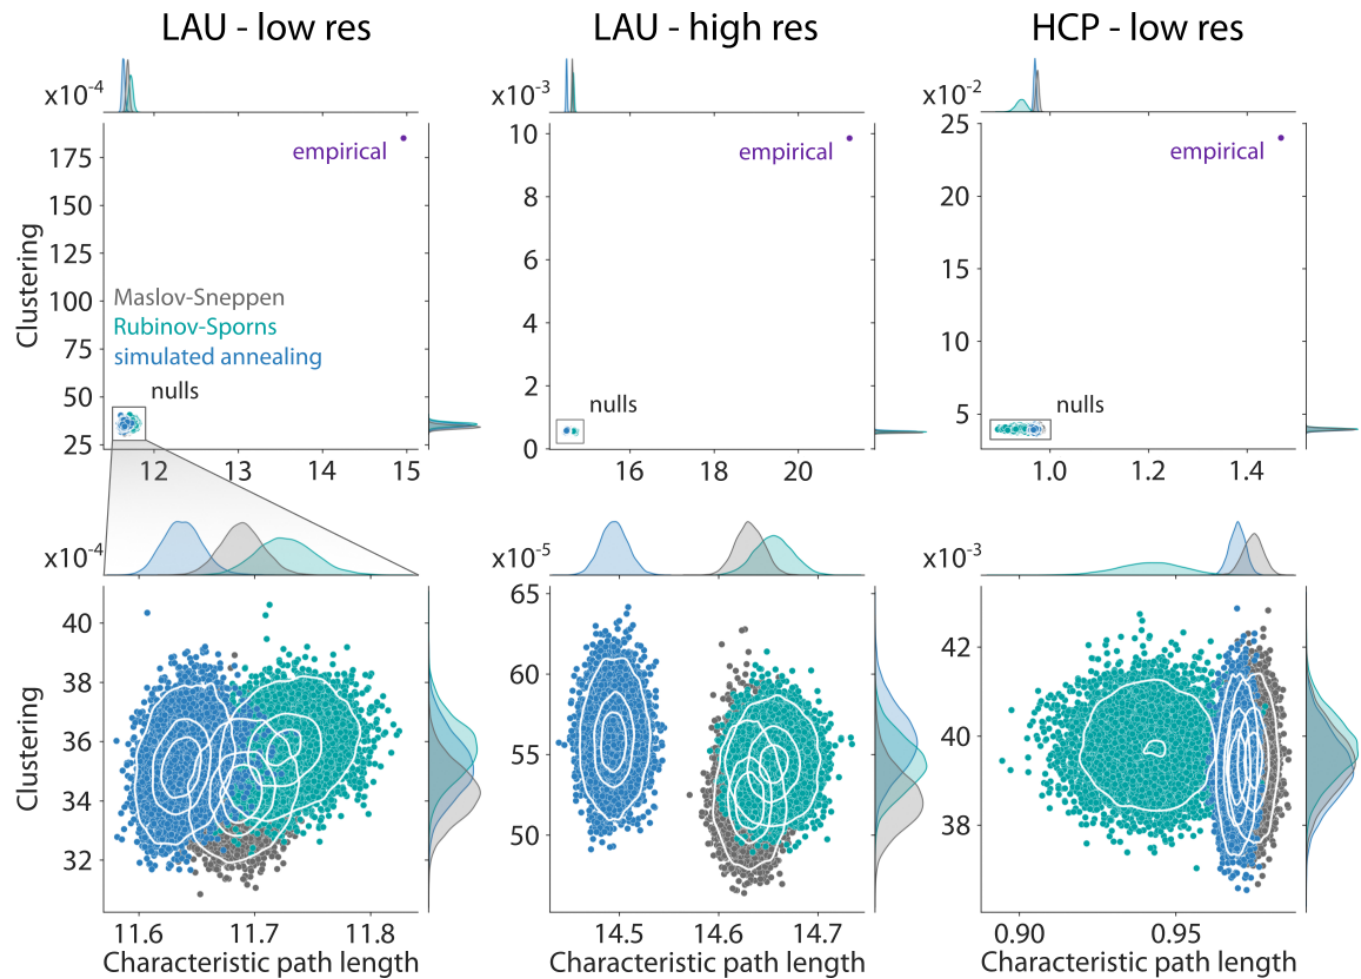 LAU - low res
LAU - high res
HCP - low res
x10-4
x10-3
x10-2
Clustering
175
150
125
100
75
50
25
empirical
Maslov-Sneppen
Rubinov-Sporns
simulated annealing
nulls
12
13
14
15
10
8
6
4
2
0
empirical
nulls
16
18
20
25
20
15
10
5
empirical
nulls
1.0
1.2
1.4
x10-4
x10-5
x10-3
Clustering
40
38
36
34
32
11.6
11.7
11.8
Characteristic path length
65
60
55
50
14.5
14.6
14.7
Characteristic path length
42
40
38
0.90
0.95
Characteristic path length